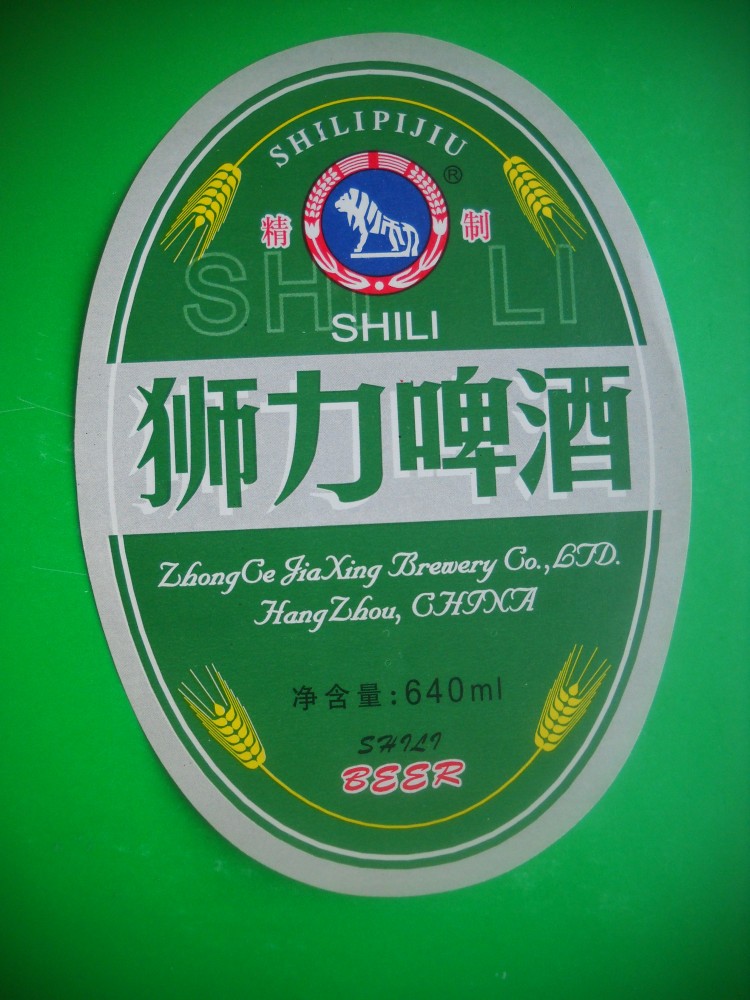 SHILIPIJIU
®
精 制
SHI LI
SHILI
狮力啤酒
ZhongCe JiaXing Brewery Co.,LTD.
HangZhou, CHINA
净含量:640ml
SHILI
BEER